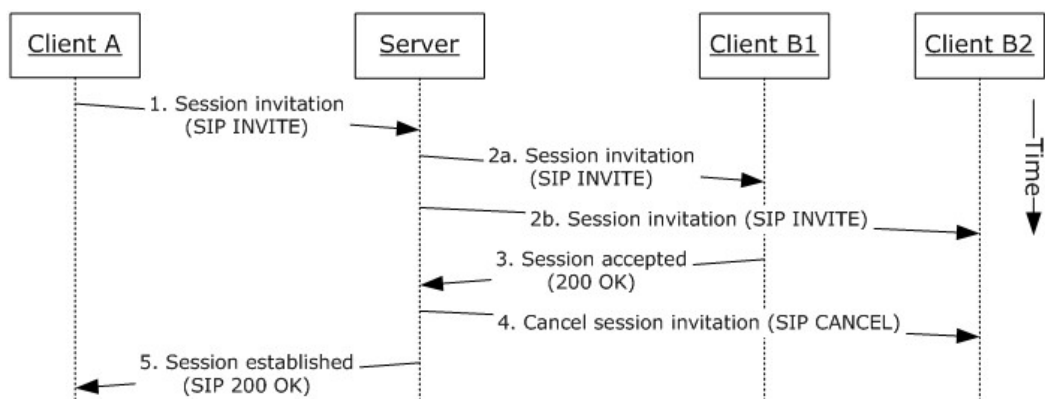 Client A
Server
Client B1
Client B2
1. Session invitation
(SIP INVITE)
2a. Session invitation
(SIP INVITE)
2b. Session invitation (SIP INVITE)
3. Session accepted
(200 OK)
4. Cancel session invitation (SIP CANCEL)
5. Session established
(SIP 200 OK)
Time